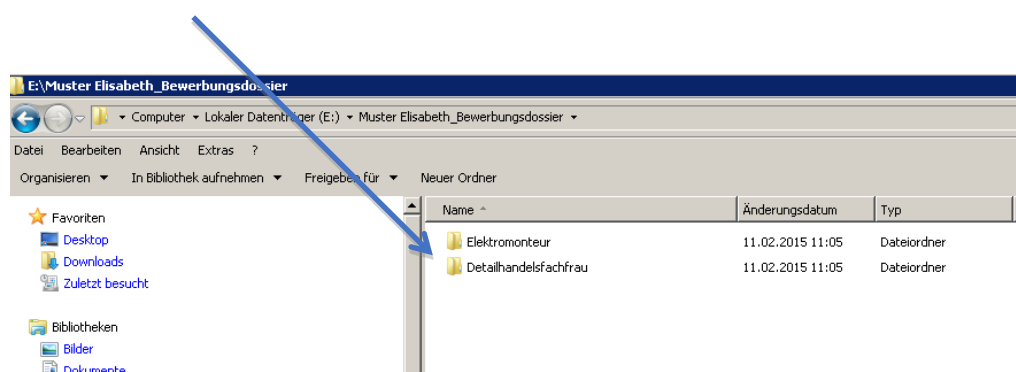 E:\Muster Elisabeth_Bewerbungsdossier
Computer Lokaler Datenträger (E:) Muster Elisabeth_Bewerbungsdossier
Datei Bearbeiten Ansicht Extras ?
Organisieren In Bibliothek aufnehmen Freigeben für Neuer Ordner
Name Änderungsdatum Typ
Favoriten
Desktop
Downloads
Zuletzt besucht
Bibliotheken
Bilder
Dokumente
Elektromonteur 11.02.2015 11:05 Dateiordner
Detailhandelsfachfrau 11.02.2015 11:05 Dateiordner